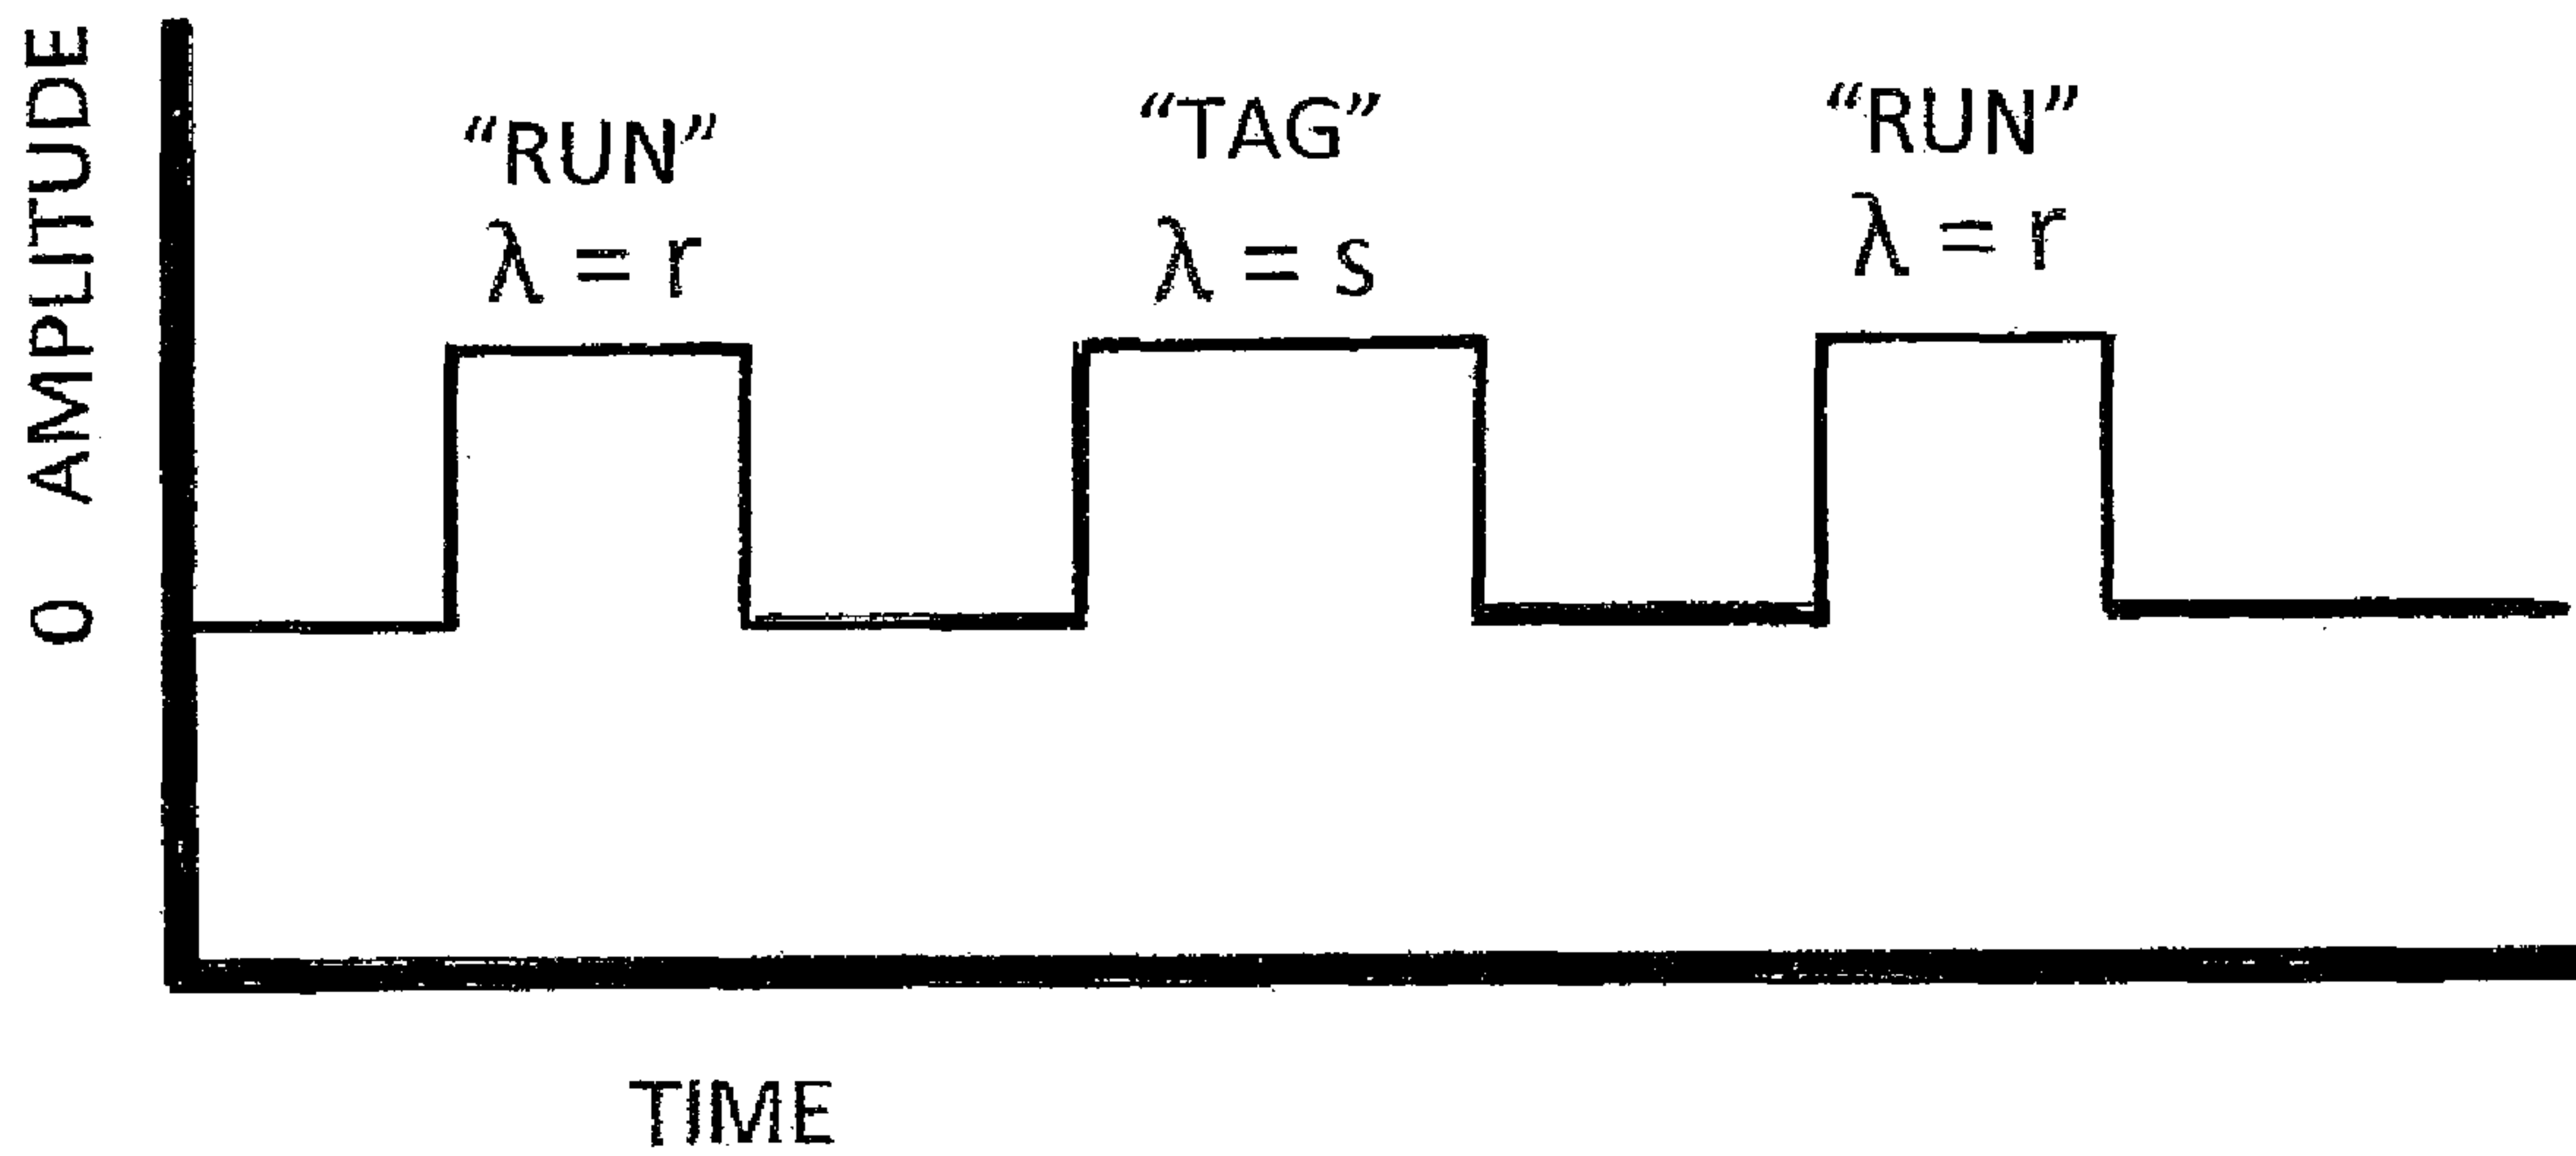 0 AMPLITUDE
“RUN”
λ = r
“TAG”
λ = s
“RUN”
λ = r
TIME